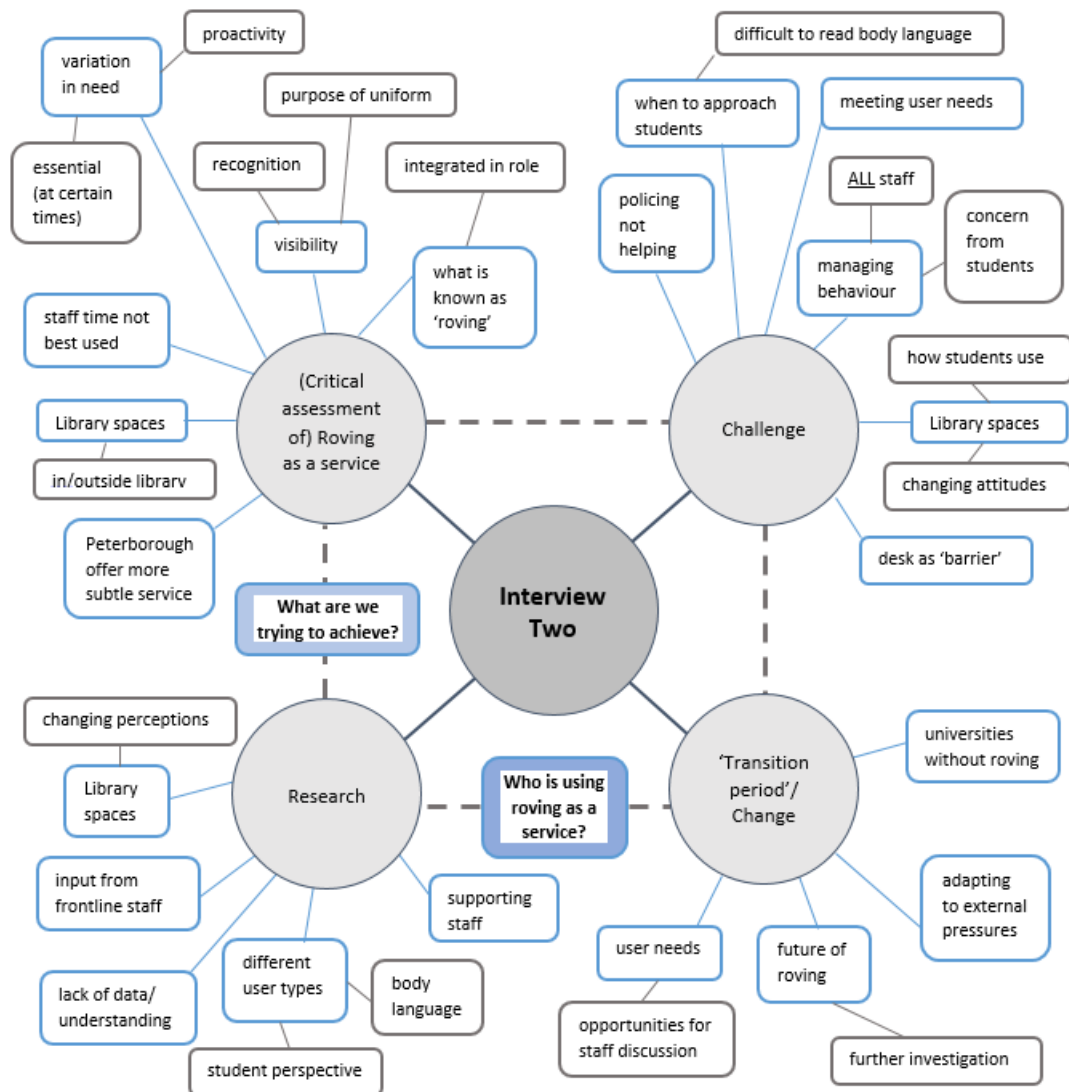 proactivity
variation
in need
essential
(at certain
times)
purpose of uniform
recognition
visibility
integrated in role
what is
known as
‘roving’
staff time not
best used
Library spaces
in/outside library
Peterborough
offer more
subtle service
(Critical
assessment
of) Roving
as a service
difficult to read body language
when to approach
students
meeting user needs
policing
not
helping
ALL staff
managing
behaviour
concern
from
students
how students use
Library spaces
changing attitudes
desk as ‘barrier’
Challenge
Interview
Two
What are we
trying to achieve?
Who is using
roving as a
service?
changing perceptions
Library
spaces
Research
input from
frontline staff
lack of data/
understanding
different
user types
body
language
student perspective
supporting
staff
‘Transition
period’/
Change
universities
without roving
adapting
to external
pressures
user needs
opportunities for
staff discussion
future of
roving
further investigation